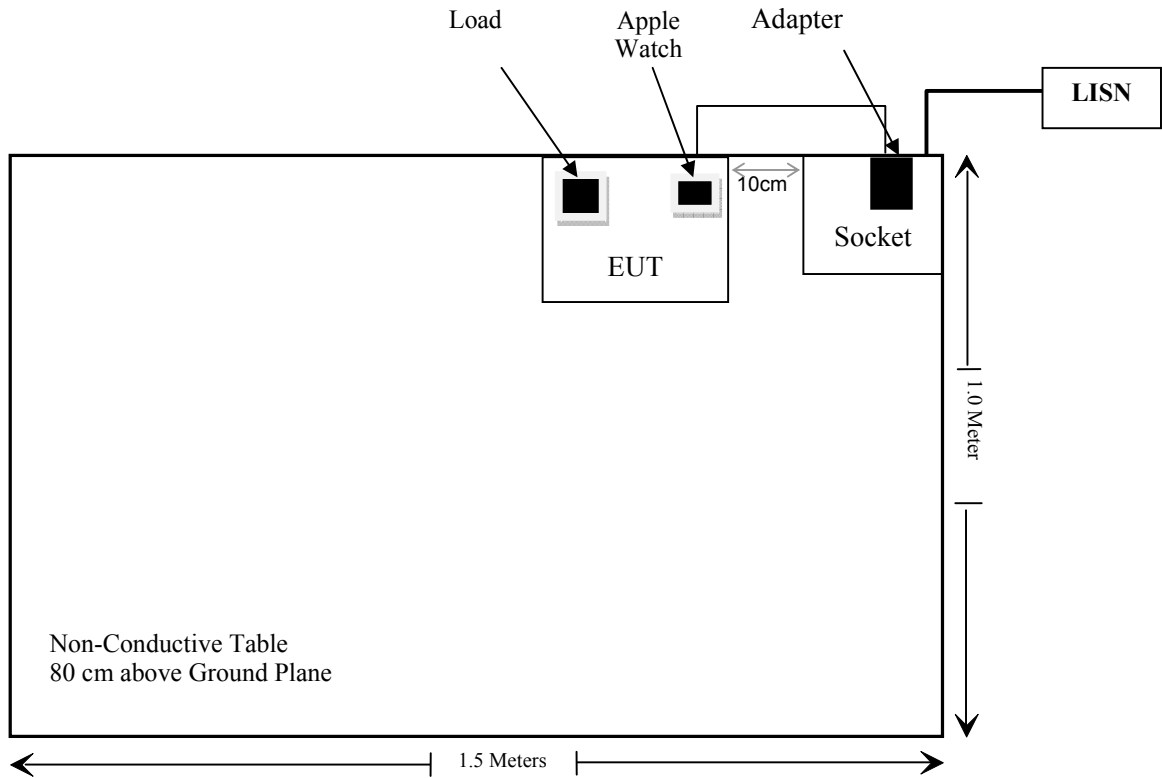 Load
Apple
Watch
Adapter
LISN
10cm
Socket
EUT
1.0 Meter
Non-Conductive Table
80 cm above Ground Plane
1.5 Meters